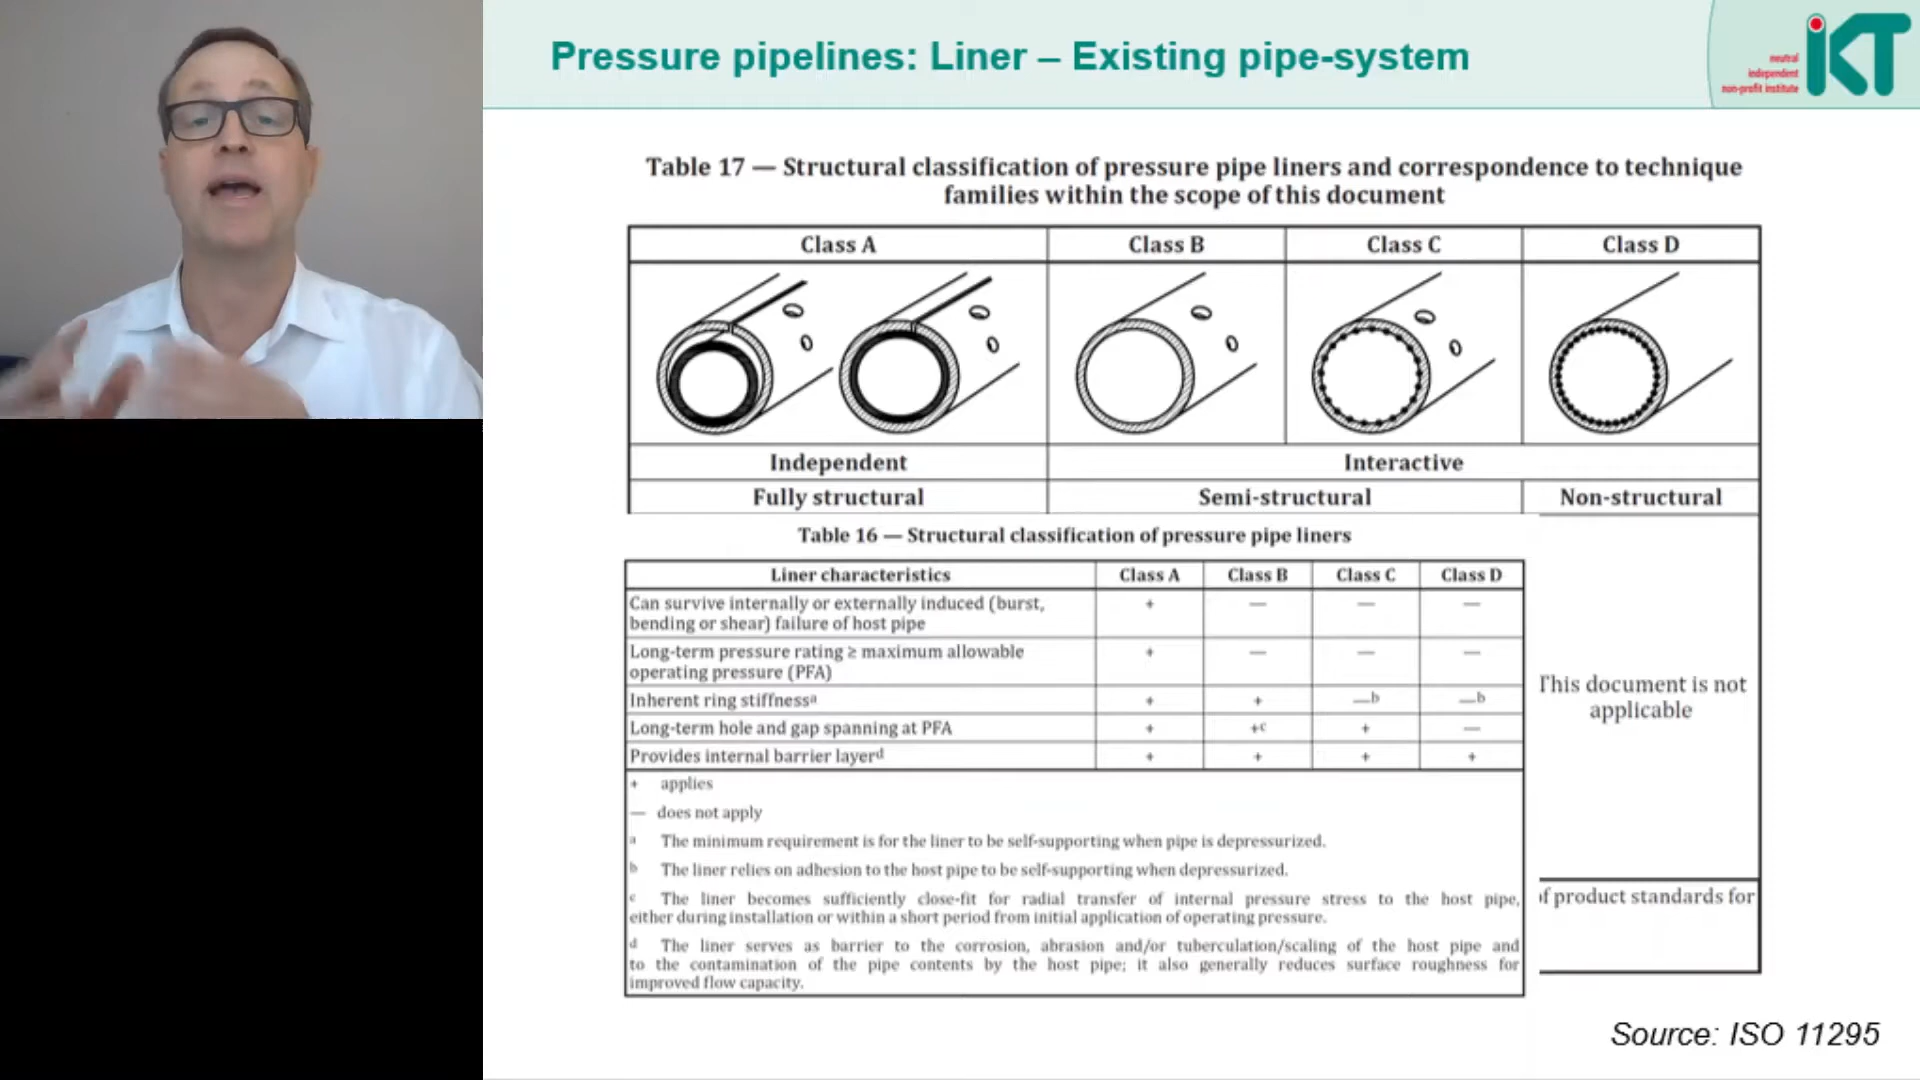 Pressure pipelines: Liner – Existing pipe-system
neutral
independent
non-profit institute
iKT
Table 17 — Structural classification of pressure pipe liners and correspondence to technique
families within the scope of this document
Class A Class B Class C Class D
Independent Interactive
Fully structural Semi-structural Non-structural
Table 16 — Structural classification of pressure pipe liners
Liner characteristics Class A Class B Class C Class D
Can survive internally or externally induced (burst, + — — —
bending or shear) failure of host pipe
Long-term pressure rating ≥ maximum allowable + — — —
operating pressure (PFA)
Inherent ring stiffnessa + + —b —b
Long-term hole and gap spanning at PFA + +c + —
Provides internal barrier layerd + + + +
+ applies
— does not apply
a The minimum requirement is for the liner to be self-supporting when pipe is depressurized.
b The liner relies on adhesion to the host pipe to be self-supporting when depressurized.
c The liner becomes sufficiently close-fit for radial transfer of internal pressure stress to the host pipe,
either during installation or within a short period from initial application of operating pressure.
d The liner serves as barrier to the corrosion, abrasion and/or tuberculation/scaling of the host pipe and
to the contamination of the pipe contents by the host pipe; it also generally reduces surface roughness for
improved flow capacity.
This document is not
applicable
of product standards for
Source: ISO 11295